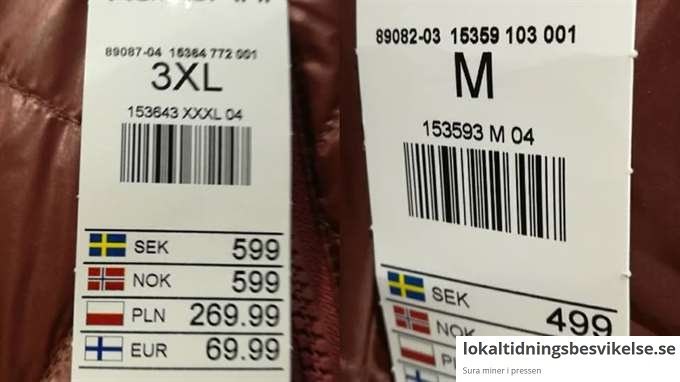 89087-04 15364 772 001
3XL
153643 XXXL 04
SEK 599
NOK 599
PLN 269.99
EUR 69.99
89082-03 15359 103 001
M
153593 M 04
SEK 499
NOK
lokaltidningsbesvikelse.se
Sura miner i pressen